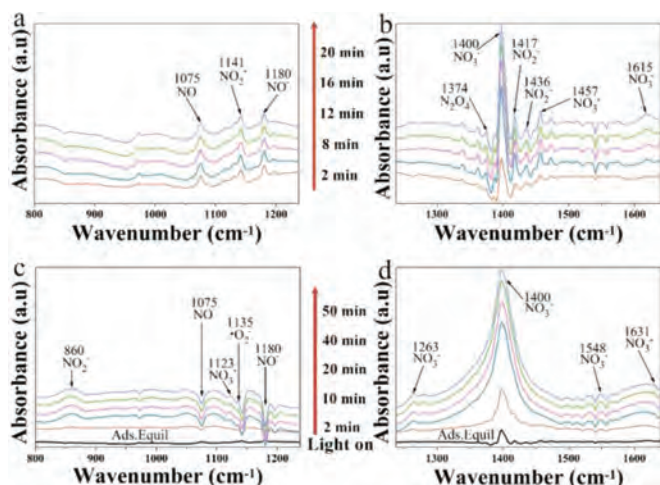 a
1075
NO
1141
NO₂⁻
1180
NO⁻
Absorbance (a.u)
800 900 1000 1100 1200
Wavenumber (cm⁻¹)
20 min
16 min
12 min
8 min
2 min
b
1400
NO₃⁻
1417
NO₂⁻
1374
N₂O₄
1436
NO₂⁻
1457
NO₃⁻
1615
NO₃⁻
Absorbance (a.u)
1300 1400 1500 1600
Wavenumber (cm⁻¹)
c
860
NO₂⁻
1075
NO
1123
NO₃⁻
1135
•O₂⁻
NO₂⁻
1180
NO⁻
Ads.Equil
Absorbance (a.u)
800 900 1000 1100 1200
Wavenumber (cm⁻¹)
50 min
40 min
20 min
10 min
2 min
Light on
d
1263
NO₃⁻
1400
NO₃⁻
1548
NO₃⁻
1631
NO₃⁻
Ads.Equil
Absorbance (a.u)
1300 1400 1500 1600
Wavenumber (cm⁻¹)